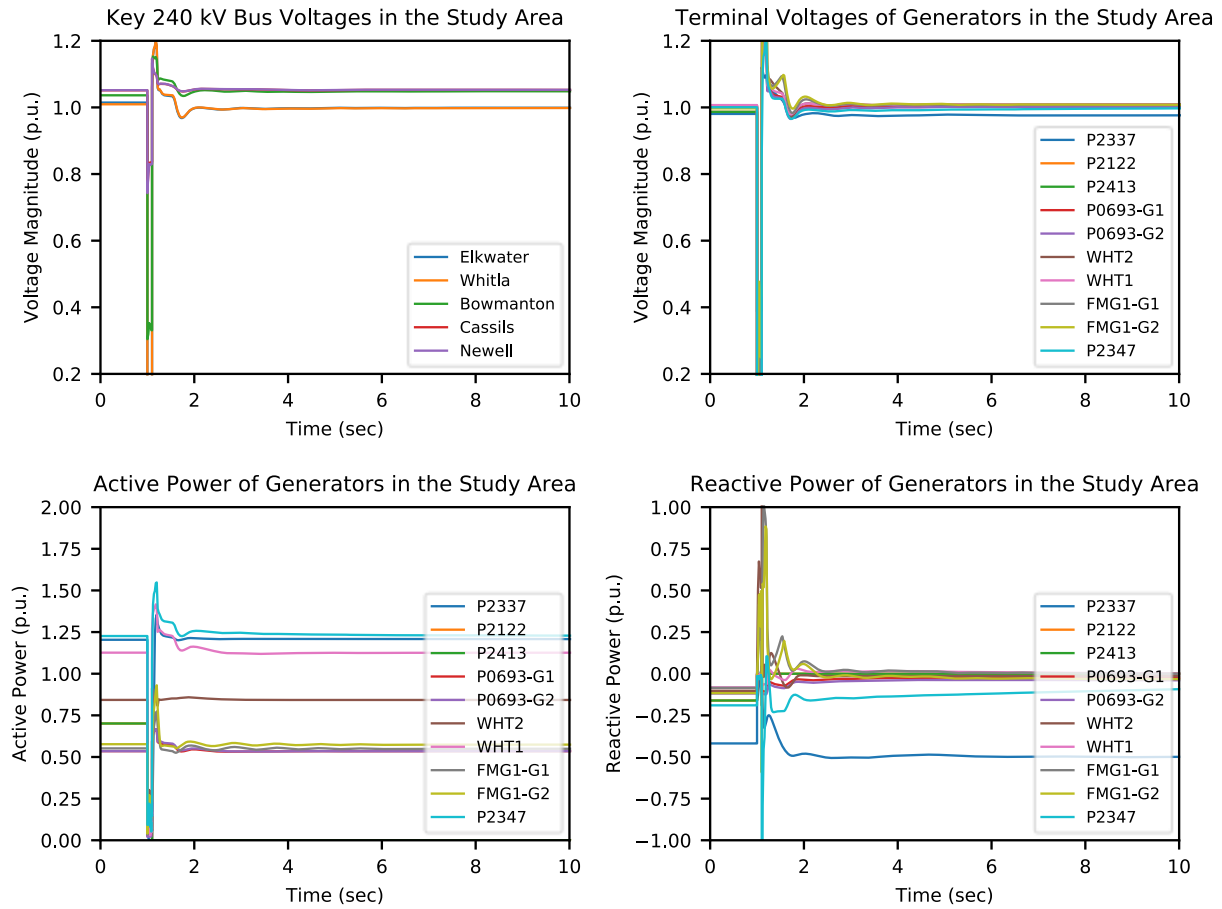 Key 240 kV Bus Voltages in the Study Area
1.2
1.0
0.8
0.6
0.4
0.2
Voltage Magnitude (p.u.)
Elkwater
Whitla
Bowmanton
Cassils
Newell
0 2 4 6 8 10
Time (sec)
Terminal Voltages of Generators in the Study Area
1.2
1.0
0.8
0.6
0.4
0.2
Voltage Magnitude (p.u.)
P2337
P2122
P2413
P0693-G1
P0693-G2
WHT2
WHT1
FMG1-G1
FMG1-G2
P2347
0 2 4 6 8 10
Time (sec)
Active Power of Generators in the Study Area
2.00
1.75
1.50
1.25
1.00
0.75
0.50
0.25
0.00
Active Power (p.u.)
P2337
P2122
P2413
P0693-G1
P0693-G2
WHT2
WHT1
FMG1-G1
FMG1-G2
P2347
0 2 4 6 8 10
Time (sec)
Reactive Power of Generators in the Study Area
1.00
0.75
0.50
0.25
0.00
−0.25
−0.50
−0.75
−1.00
Reactive Power (p.u.)
P2337
P2122
P2413
P0693-G1
P0693-G2
WHT2
WHT1
FMG1-G1
FMG1-G2
P2347
0 2 4 6 8 10
Time (sec)